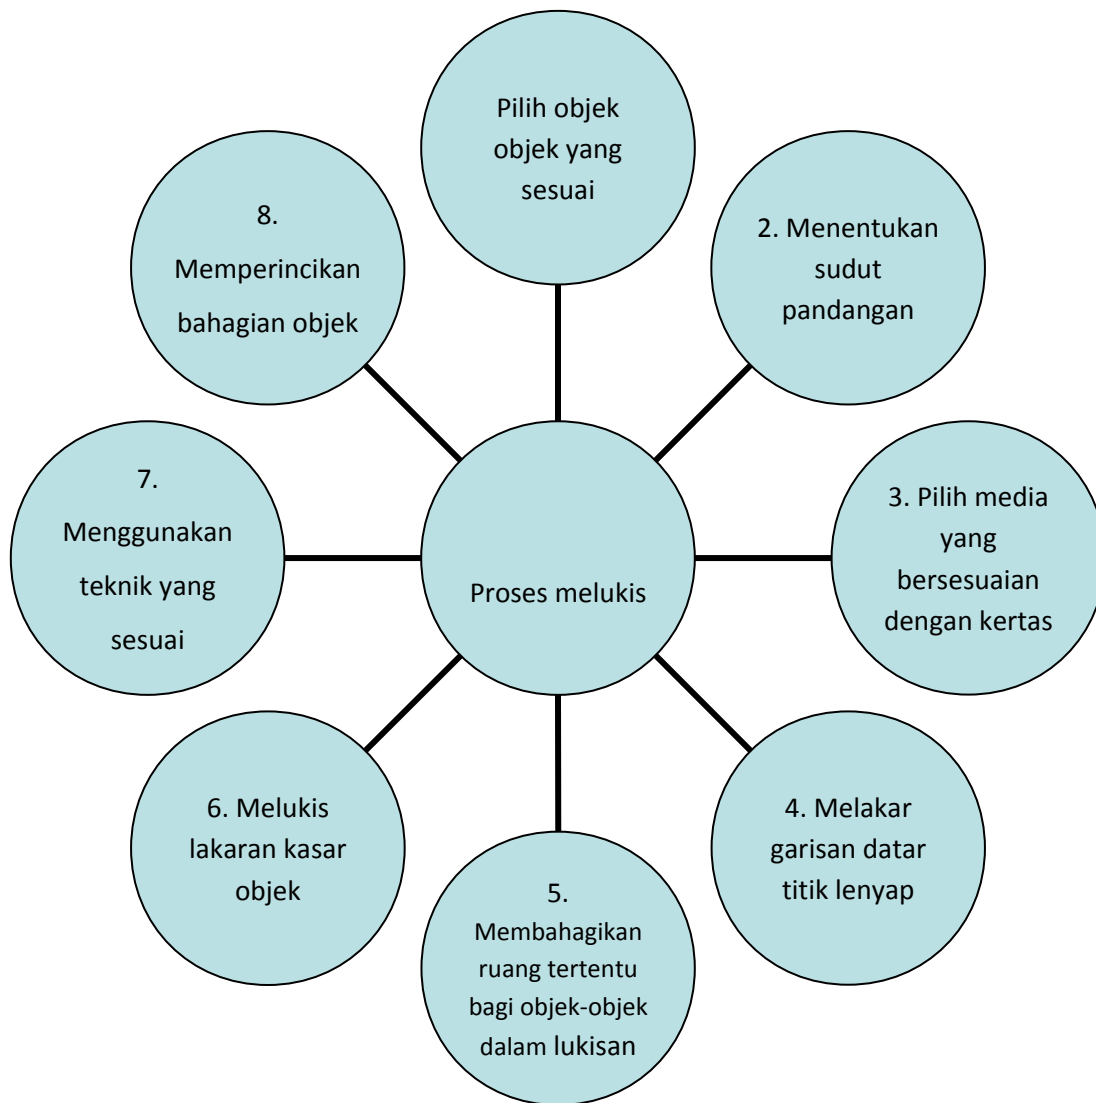 Pilih objek
objek yang
sesuai
2. Menentukan
sudut
pandangan
3. Pilih media
yang
bersesuaian
dengan kertas
4. Melakar
garisan datar
titik lenyap
5.
Membahagikan
ruang tertentu
bagi objek-objek
dalam lukisan
6. Melukis
lakaran kasar
objek
7.
Menggunakan
teknik yang
sesuai
8.
Memperincikan
bahagian objek
Proses melukis